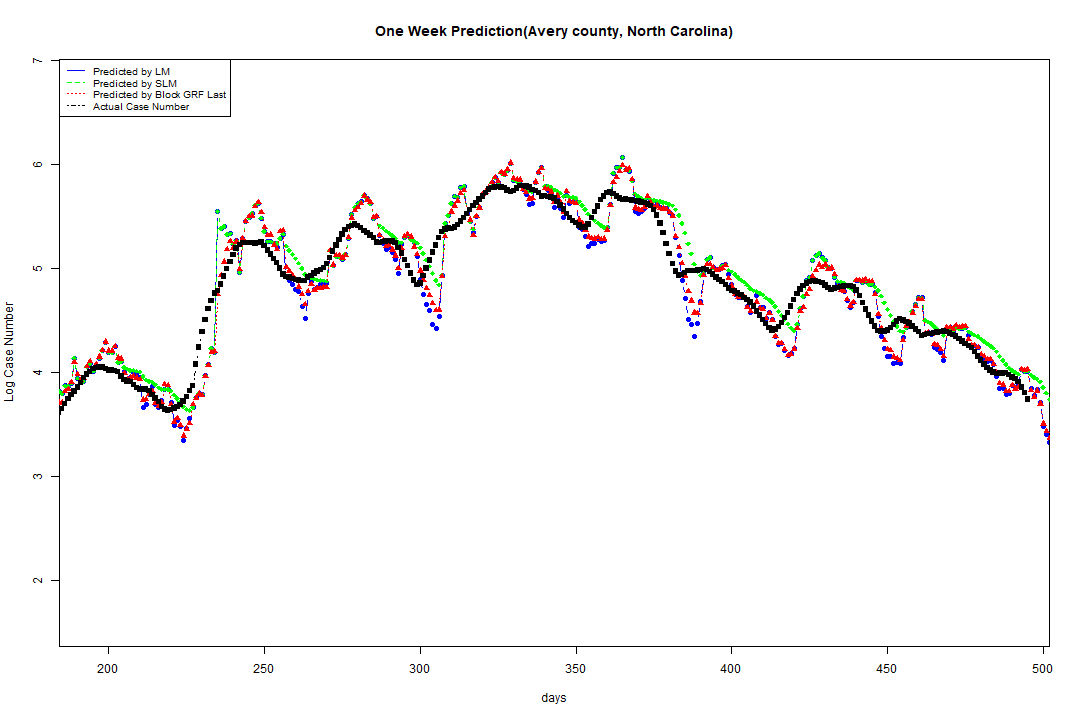 One Week Prediction(Avery county, North Carolina)
Predicted by LM
Predicted by SLM
Predicted by Block GRF Last
Actual Case Number
7
6
5
4
3
2
Log Case Number
200 250 300 350 400 450 500
days